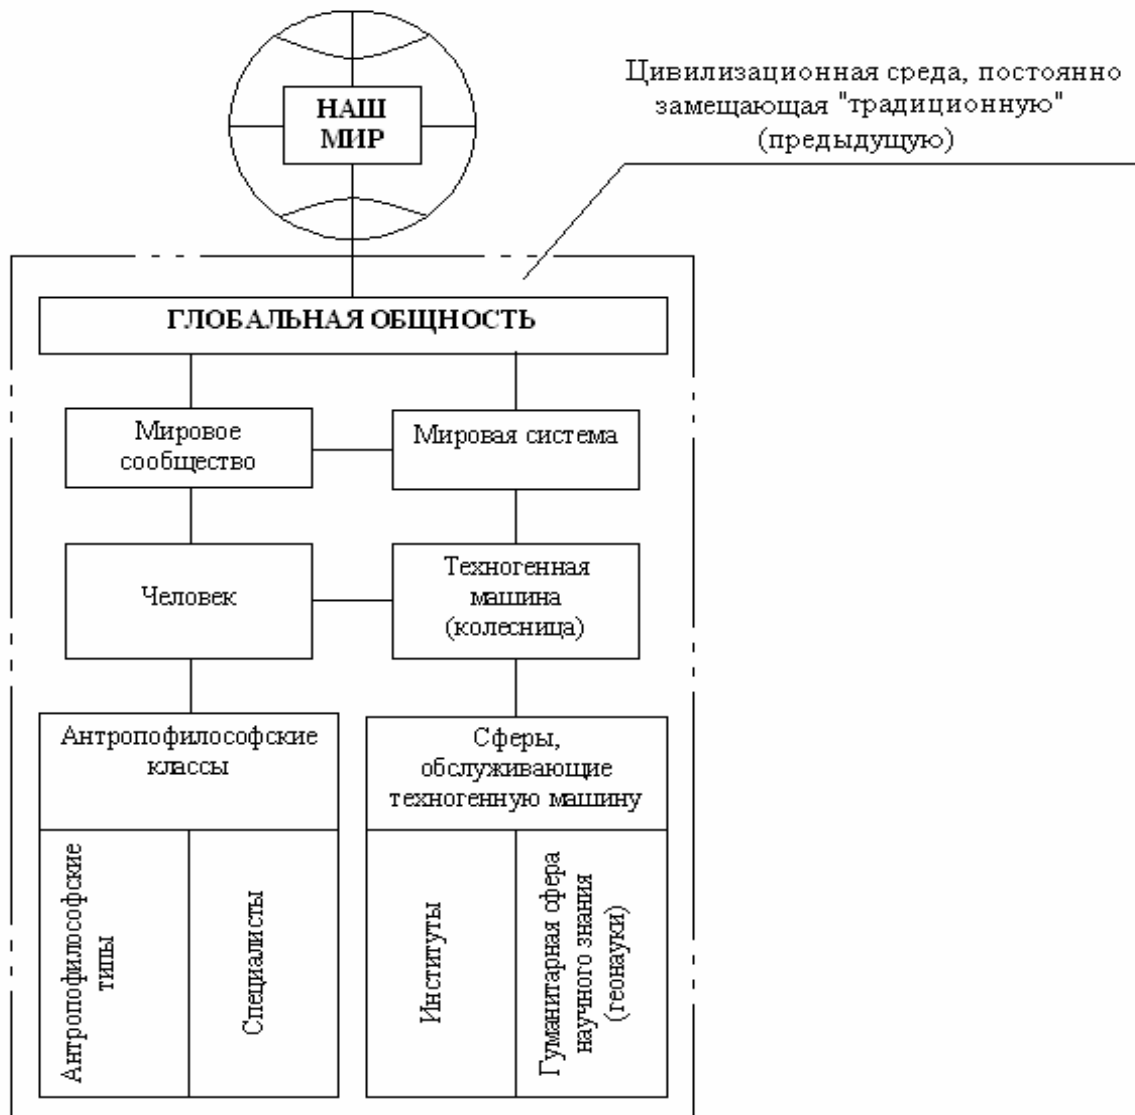 НАШ
МИР
Цивилизационная среда, постоянно
замещающая "традиционную"
(предыдущую)
ГЛОБАЛЬНАЯ ОБЩНОСТЬ
Мировое
сообщество
Мировая система
Человек
Техногенная
машина
(колесница)
Антропофилософские
классы
Сферы,
обслуживающие
техногенную машину
Антропофилософские
типы
Специалисты
Институты
Гуманитарная сфера
научного знания
(геонауки)